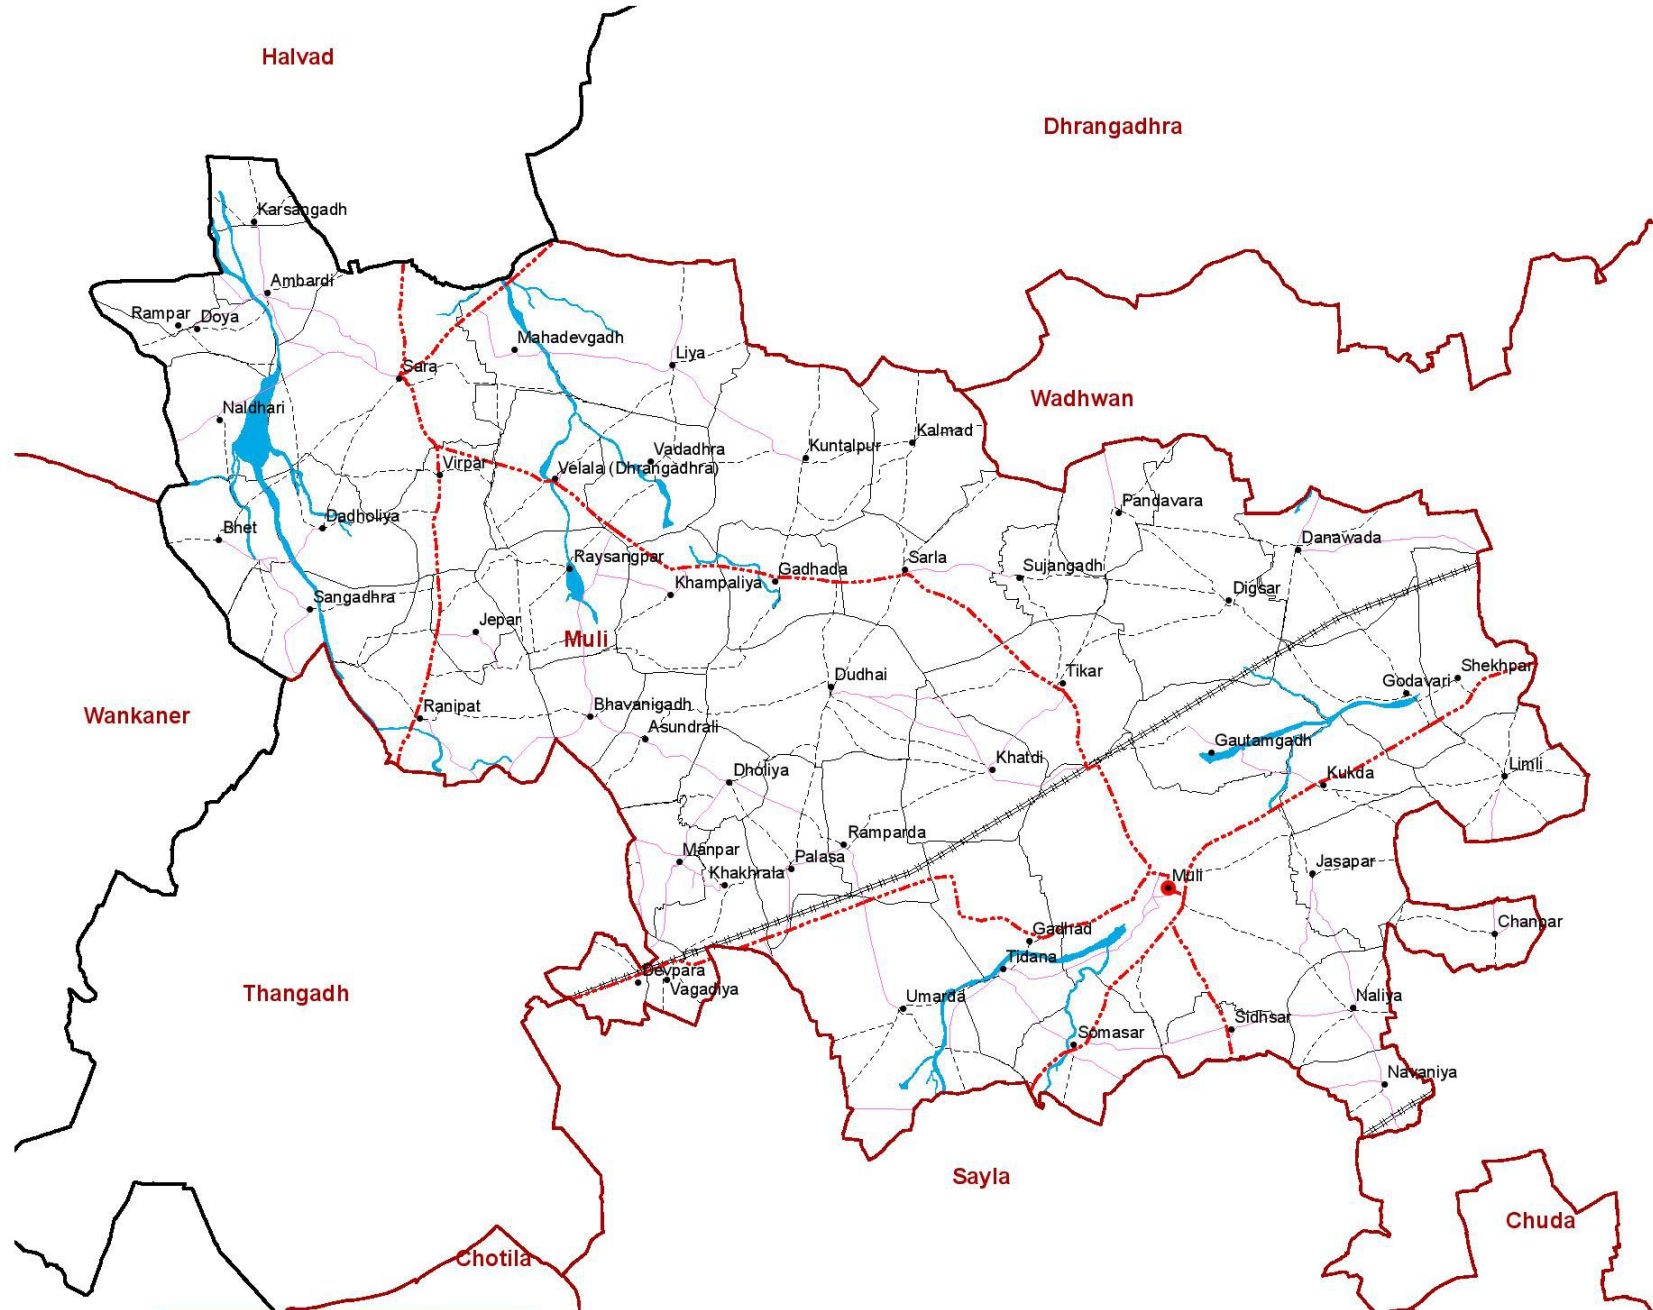 Halvad
Dhrangadhra
Karsangadh
Ambardi
Rampar
Doya
Mahadevgadh
Liya
Sara
Wadhwan
Naldhari
Kalmad
Kuntalpur
Vadadhra
Virpar
Velala (Dhrangadhra)
Pandavara
Dadholiya
Bhet
Danawada
Raysangpar
Sarla
Sujangadh
Gadhada
Khampaliya
Digsar
Sangadhra
Jepar
Muli
Shekhpar
Tikar
Dudhai
Godavari
Bhavanigadh
Ranipat
Wankaner
Asundrali
Gautamgadh
Khatdi
Limli
Dholiya
Kukda
Ramparda
Manpar
Palasa
Jasapar
Khakhrala
Muli
Chanpar
Gadhad
Tidana
Devpara
Vagadiya
Thangadh
Umarda
Naliya
Sidhsar
Somasar
Navaniya
Sayla
Chuda
Chotila